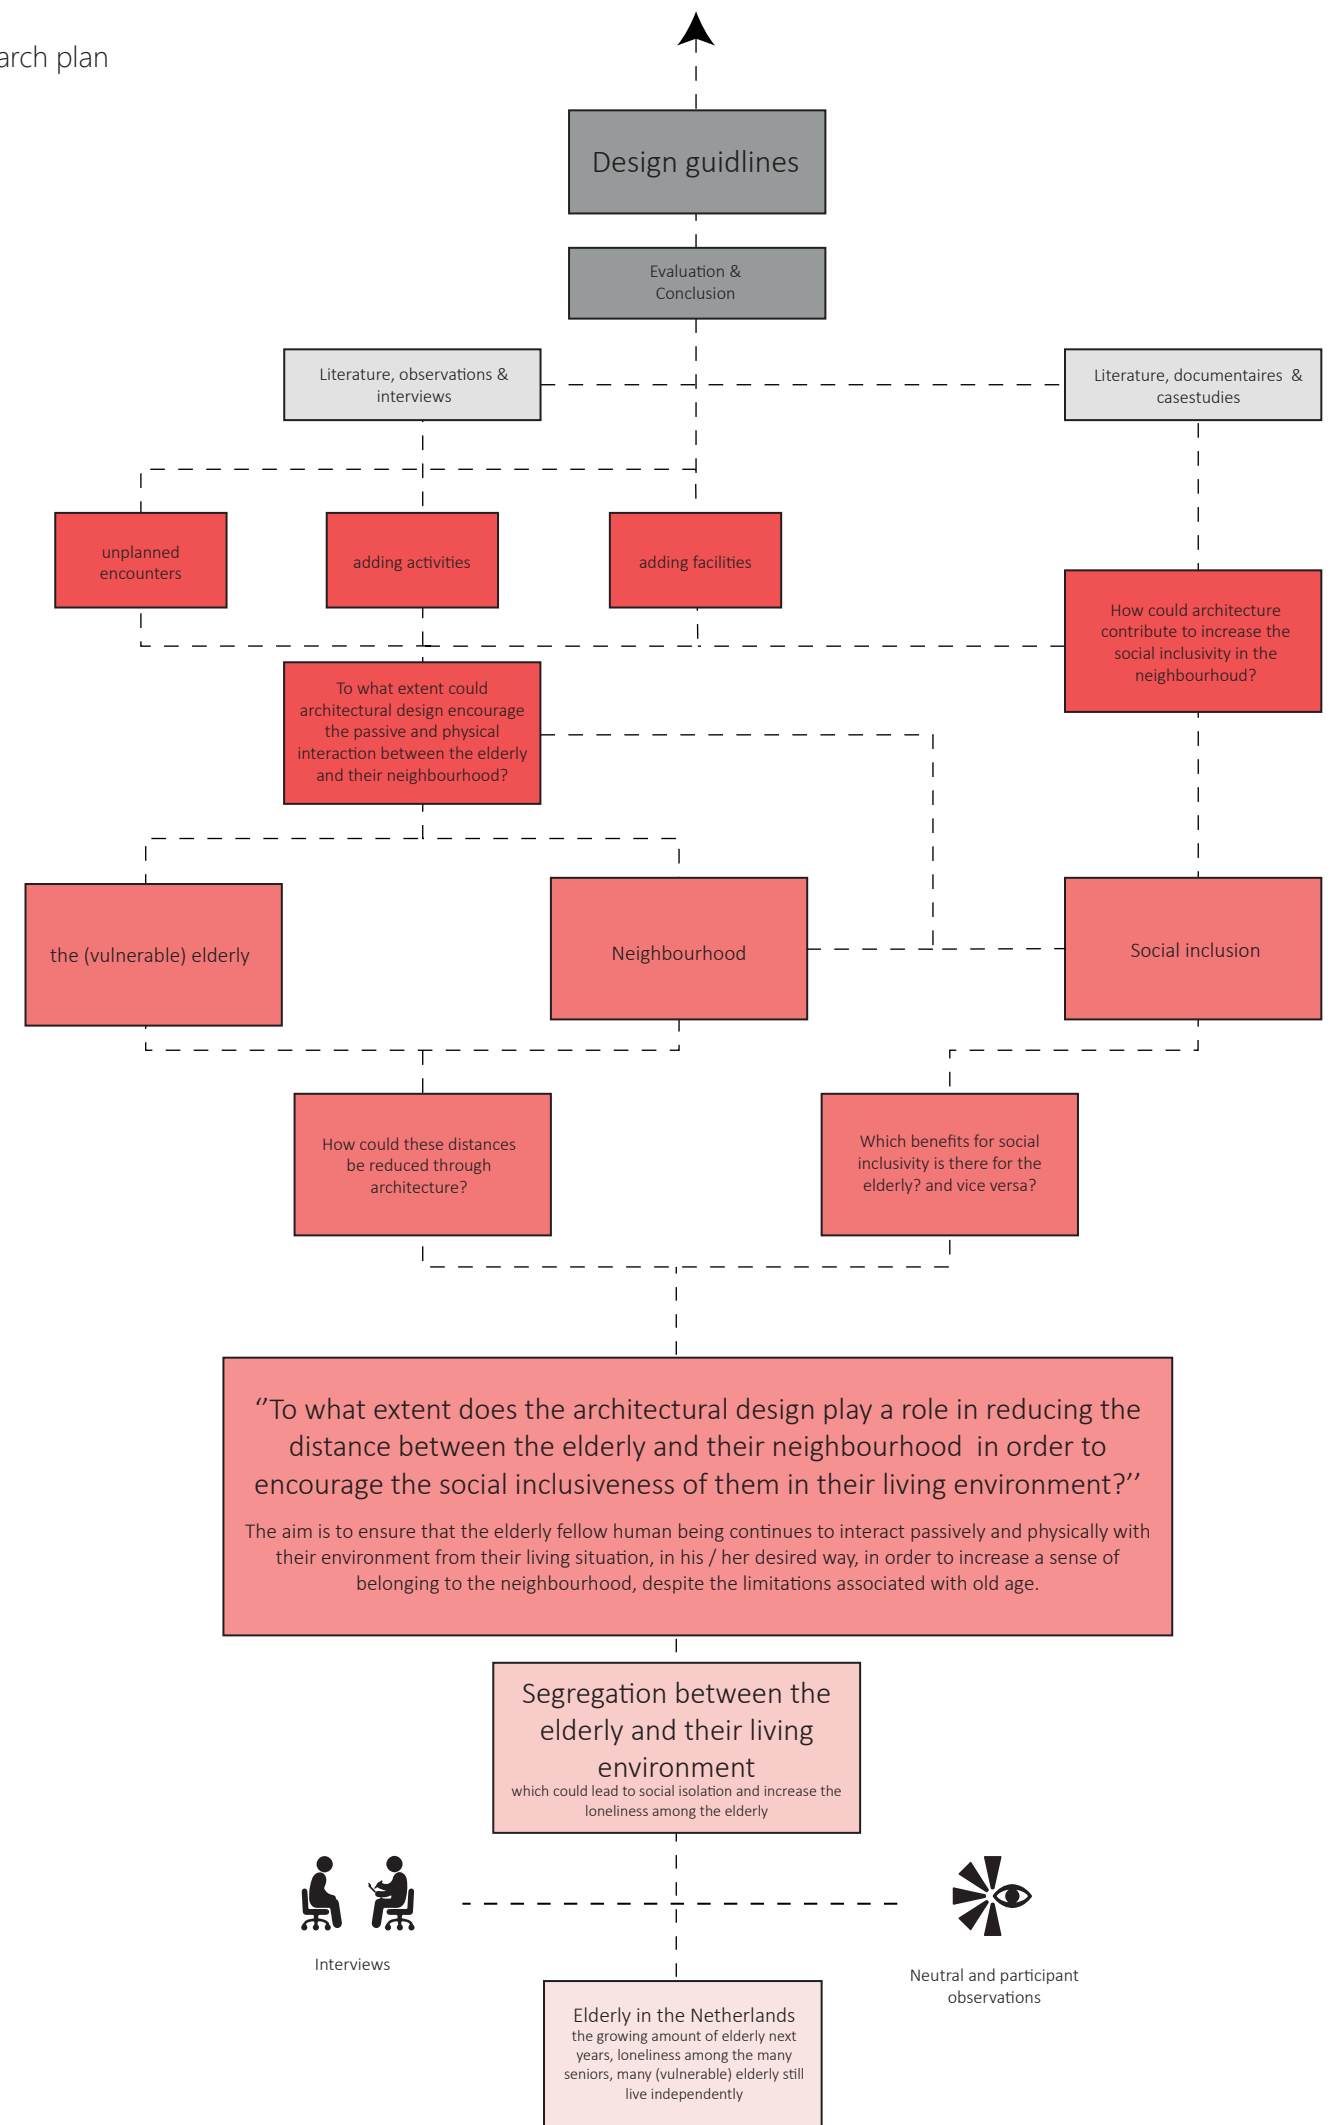 arch plan
Design guidlines
Evaluation &
Conclusion
Literature, observations &
interviews
Literature, documentaires &
casestudies
unplanned
encounters
adding activities
adding facilities
How could architecture
contribute to increase the
social inclusivity in the
neighbourhoud?
To what extent could
architectural design encourage
the passive and physical
interaction between the elderly
and their neighbourhood?
the (vulnerable) elderly
Neighbourhood
Social inclusion
How could these distances
be reduced through
architecture?
Which benefits for social
inclusivity is there for the
elderly? and vice versa?
‘’To what extent does the architectural design play a role in reducing the
distance between the elderly and their neighbourhood in order to
encourage the social inclusiveness of them in their living environment?’’
The aim is to ensure that the elderly fellow human being continues to interact passively and physically with
their environment from their living situation, in his / her desired way, in order to increase a sense of
belonging to the neighbourhood, despite the limitations associated with old age.
Segregation between the
elderly and their living
environment
which could lead to social isolation and increase the
loneliness among the elderly
Interviews
Neutral and participant
observations
Elderly in the Netherlands
the growing amount of elderly next
years, loneliness among the many
seniors, many (vulnerable) elderly still
live independently